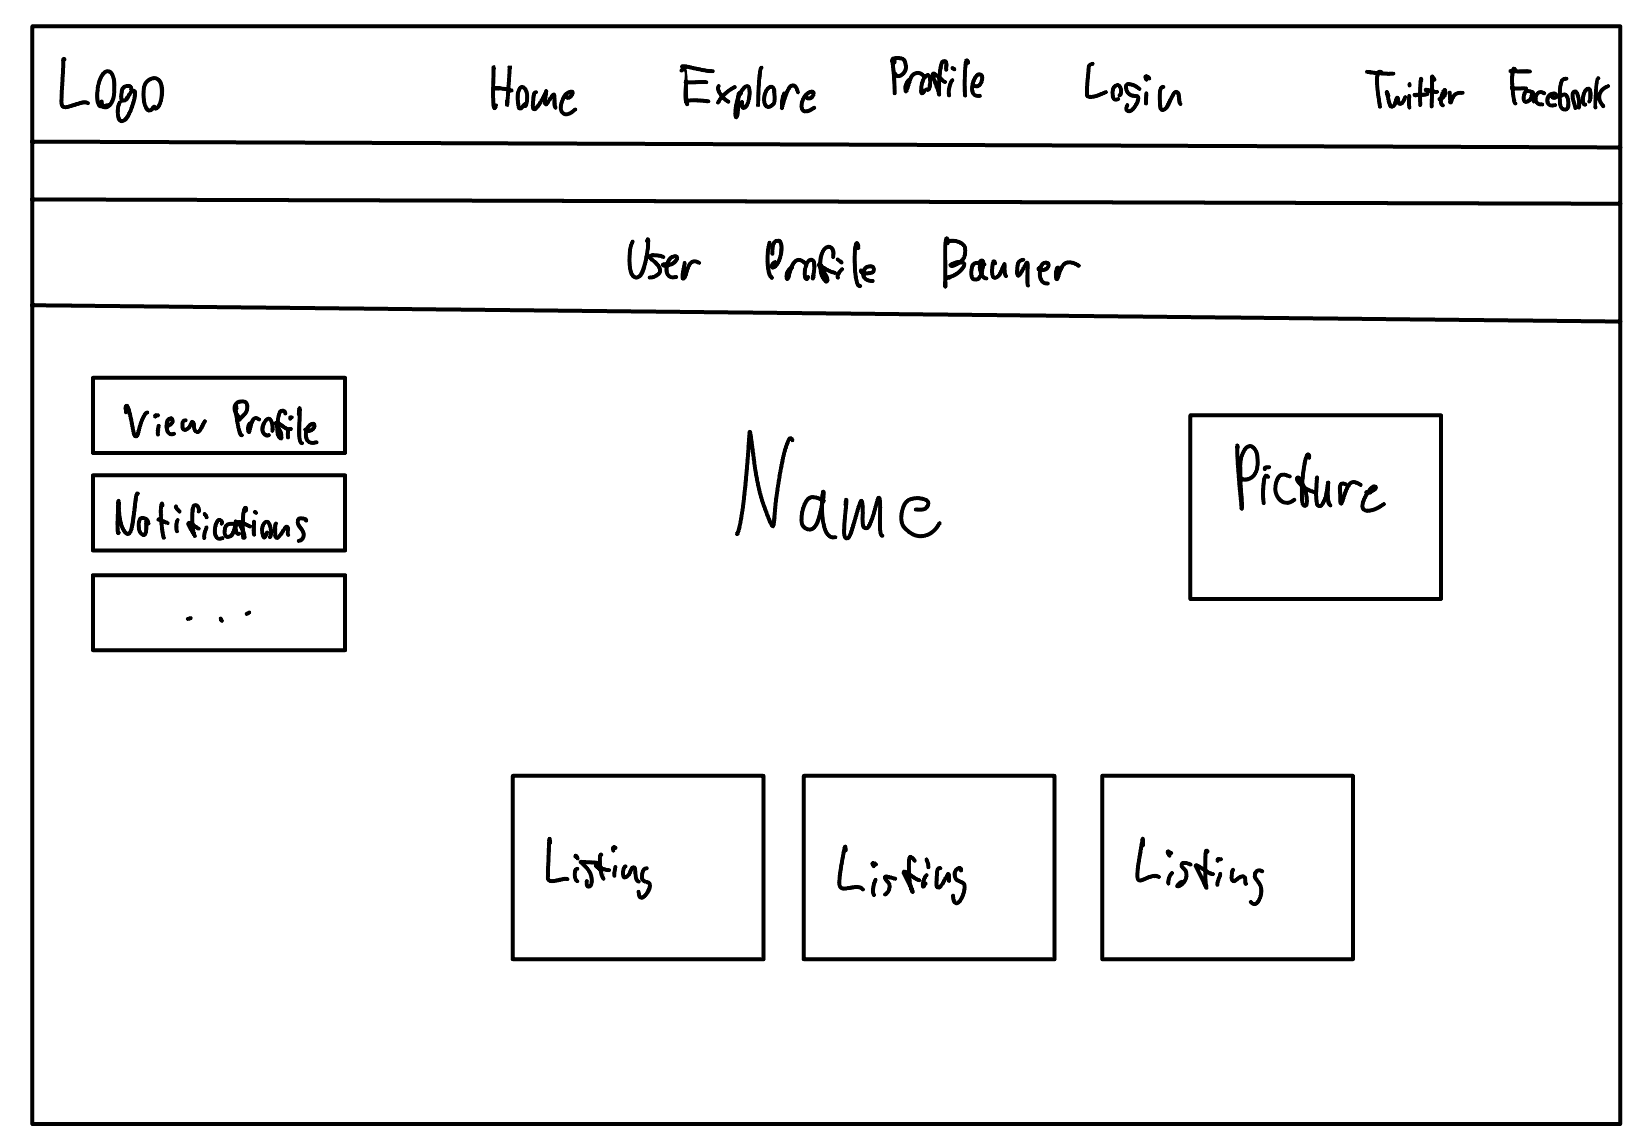 Logo Home Explore Profile Login Twitter Facebook
User Profile Banner
View Profile
Notifications
...
Name
Picture
Listing Listing Listing